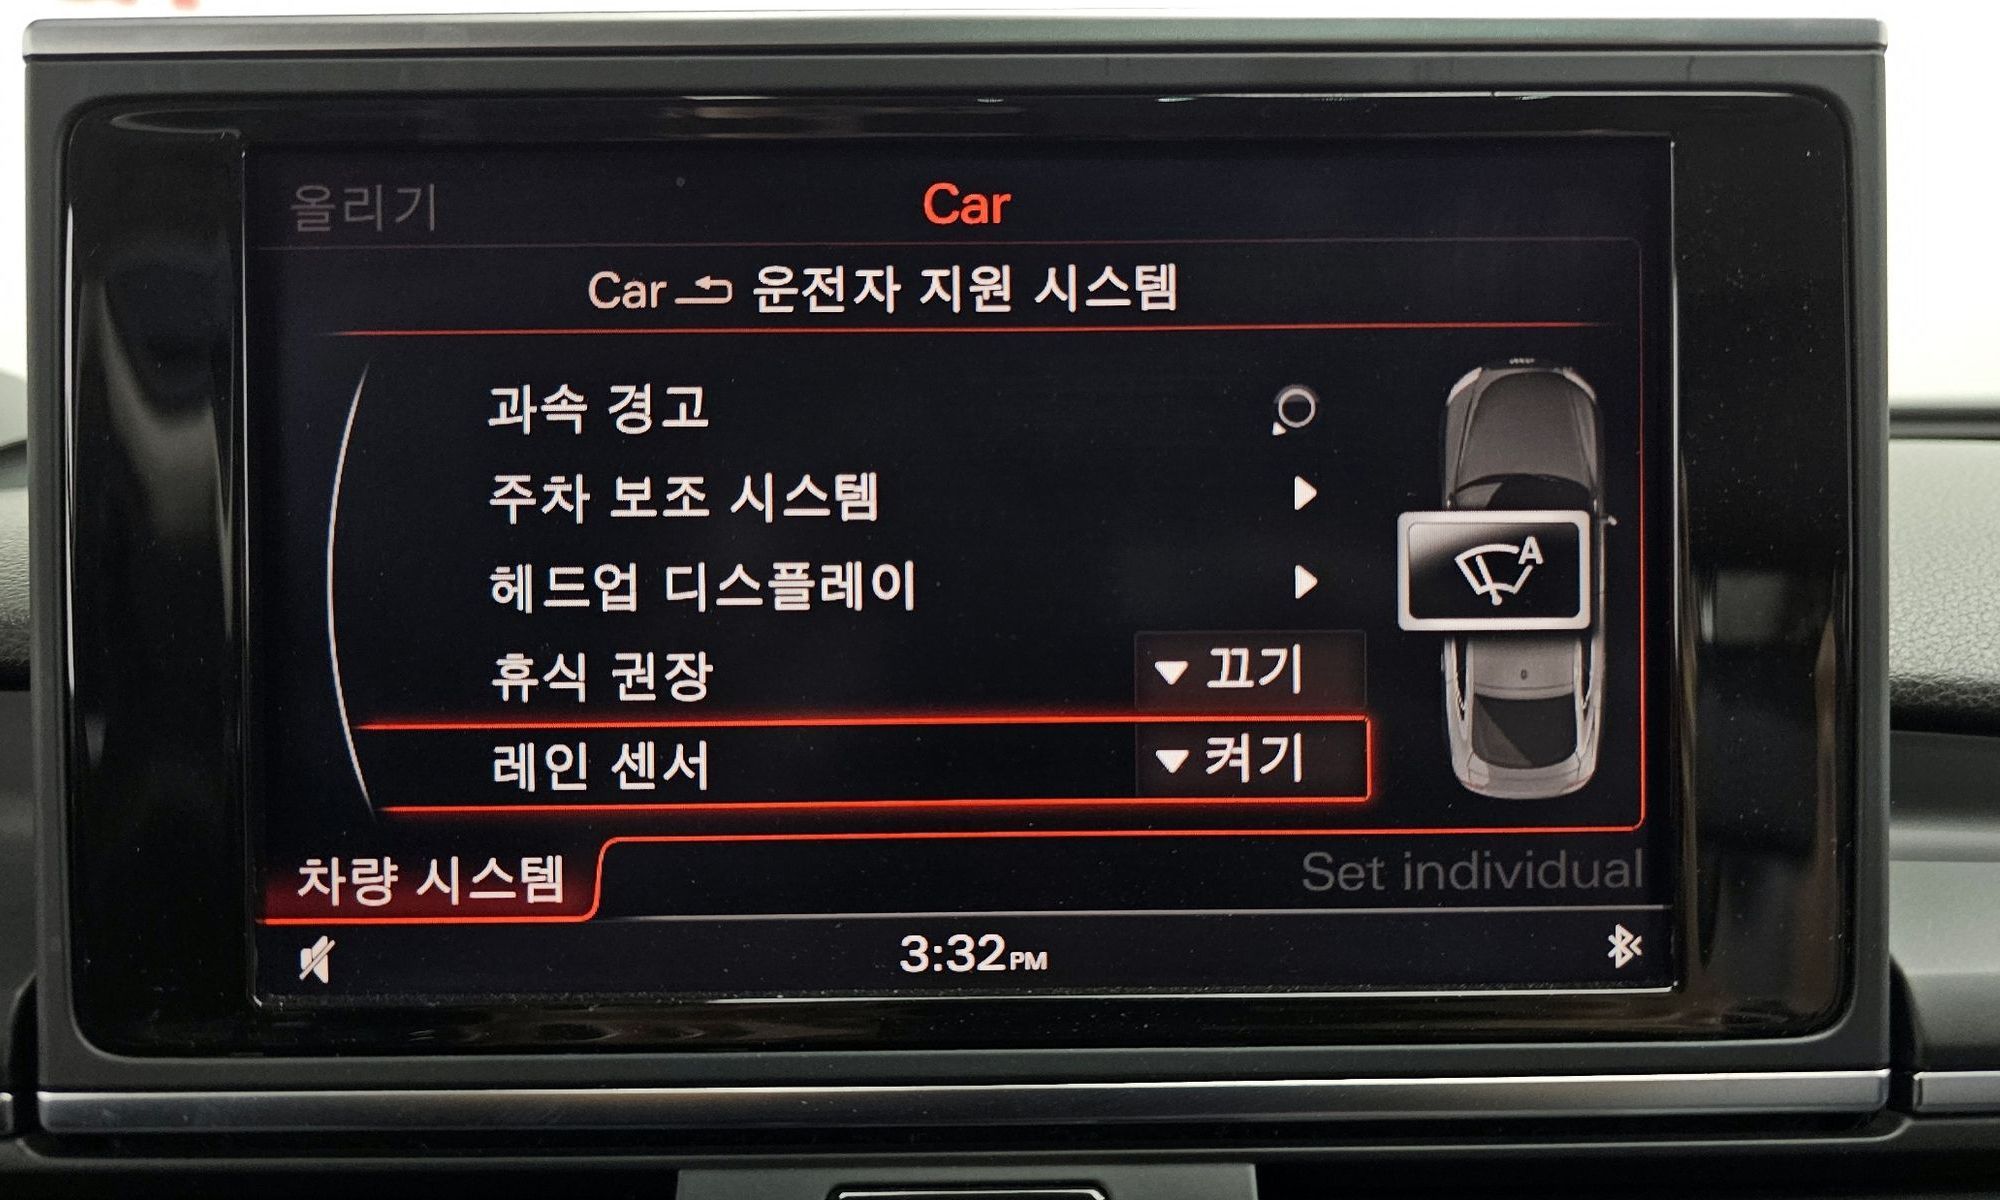 올리기
Car
Car 운전자 지원 시스템
과속 경고
주차 보조 시스템
헤드업 디스플레이
휴식 권장 끄기
레인 센서 켜기
A
차량 시스템
Set individual
3:32PM